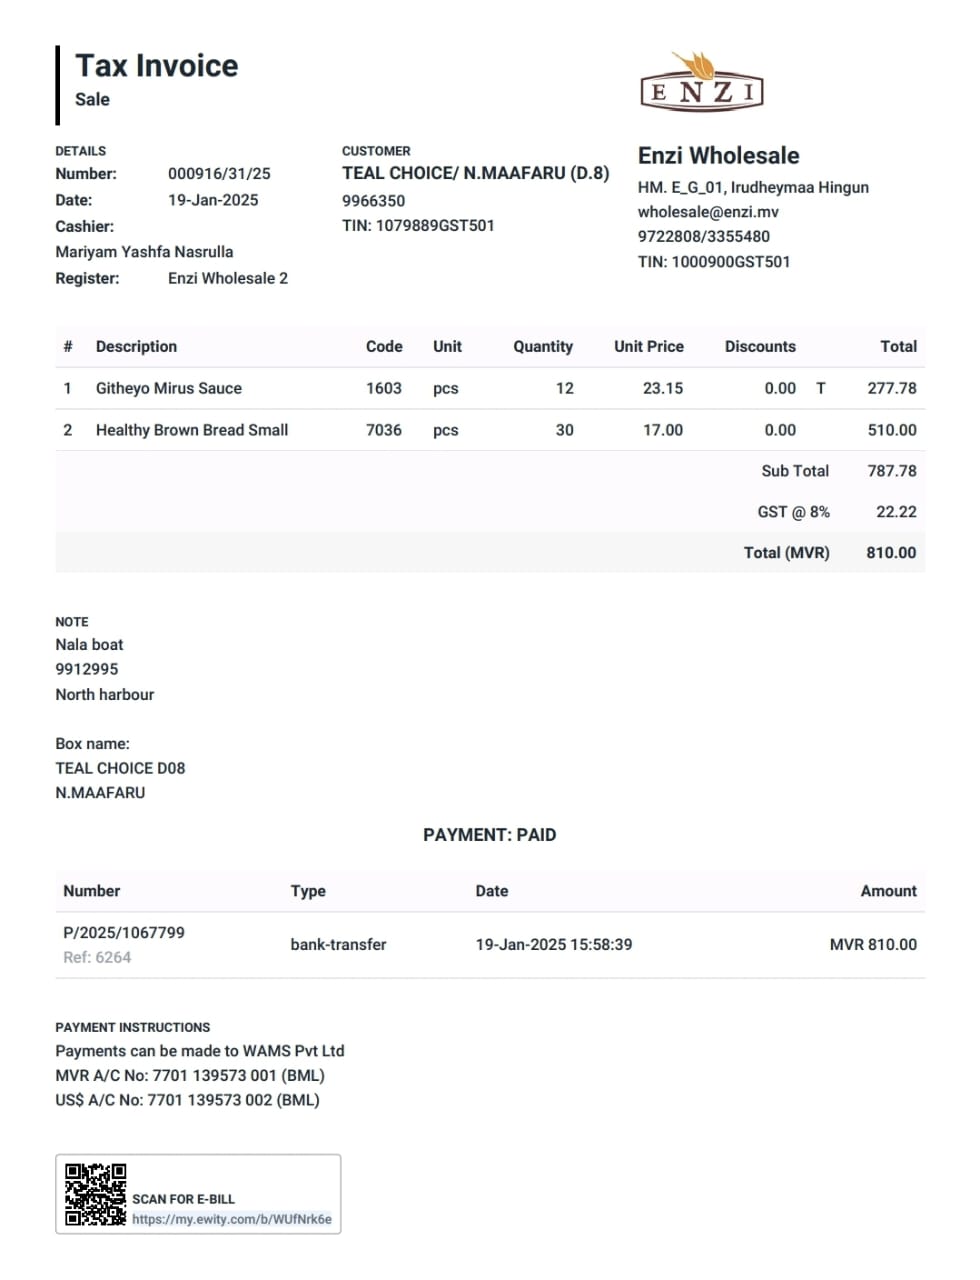 Tax Invoice
Sale
ENZI
DETAILS
Number: 000916/31/25
Date: 19-Jan-2025
Cashier:
Mariyam Yashfa Nasrulla
Register: Enzi Wholesale 2
CUSTOMER
TEAL CHOICE/ N.MAAFARU (D.8)
9966350
TIN: 1079889GST501
Enzi Wholesale
HM. E_G_01, Irudheymaa Hingun
wholesale@enzi.mv
9722808/3355480
TIN: 1000900GST501
# Description Code Unit Quantity Unit Price Discounts Total
1 Githeyo Mirus Sauce 1603 pcs 12 23.15 0.00 T 277.78
2 Healthy Brown Bread Small 7036 pcs 30 17.00 0.00 510.00
Sub Total 787.78
GST @ 8% 22.22
Total (MVR) 810.00
NOTE
Nala boat
9912995
North harbour
Box name:
TEAL CHOICE D08
N.MAAFARU
PAYMENT: PAID
Number Type Date Amount
P/2025/1067799 bank-transfer 19-Jan-2025 15:58:39 MVR 810.00
Ref: 6264
PAYMENT INSTRUCTIONS
Payments can be made to WAMS Pvt Ltd
MVR A/C No: 7701 139573 001 (BML)
US$ A/C No: 7701 139573 002 (BML)
SCAN FOR E-BILL
https://my.ewity.com/b/WUfNrk6e